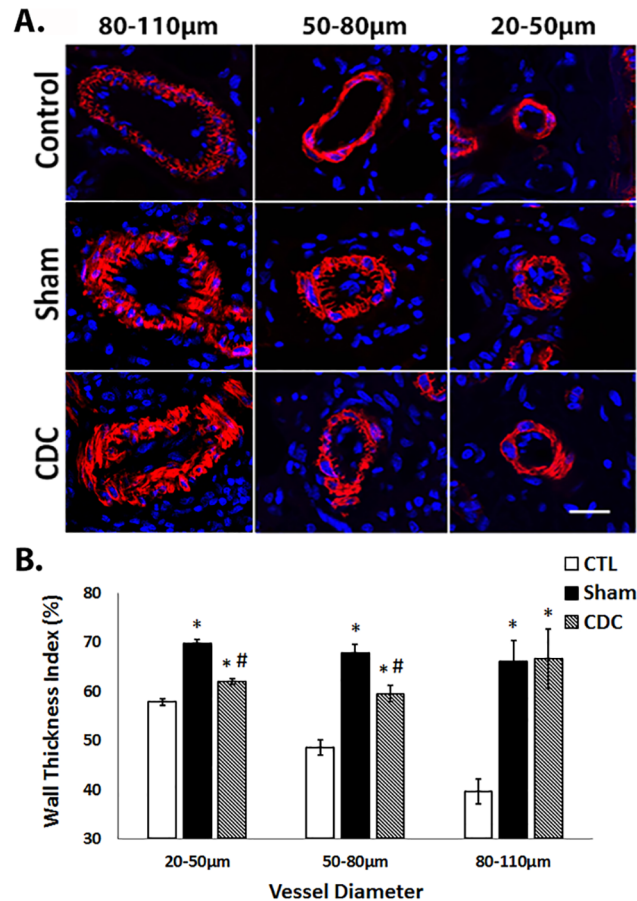 A.
80-110µm 50-80µm 20-50µm
Control
Sham
CDC
B.
CTL
Sham
CDC
Wall Thickness Index (%)
80
70
60
50
40
30
*
* #
*
* #
*
*
20-50µm 50-80µm 80-110µm
Vessel Diameter